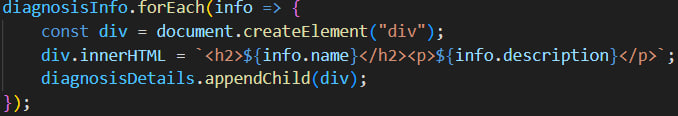 diagnosisInfo.forEach(info => {
    const div = document.createElement("div");
    div.innerHTML = `<h2>${info.name}</h2><p>${info.description}</p>`;
    diagnosisDetails.appendChild(div);
});